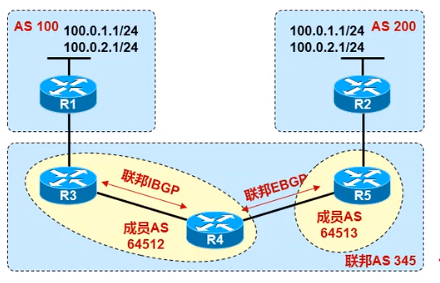 AS 100
100.0.1.1/24
100.0.2.1/24
R1
100.0.1.1/24
100.0.2.1/24
AS 200
R2
R3
联邦IBGP
成员AS
64512
R4
联邦EBGP
R5
成员AS
64513
联邦AS 345